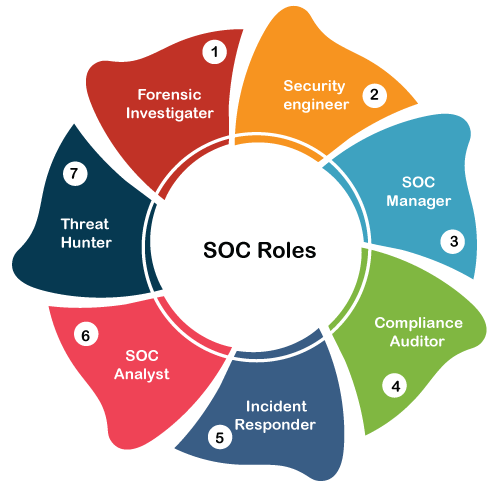 1
Forensic
Investigater
2
Security
engineer
SOC
Manager
3
Compliance
Auditor
4
Incident
Responder
5
6
SOC
Analyst
7
Threat
Hunter
SOC Roles